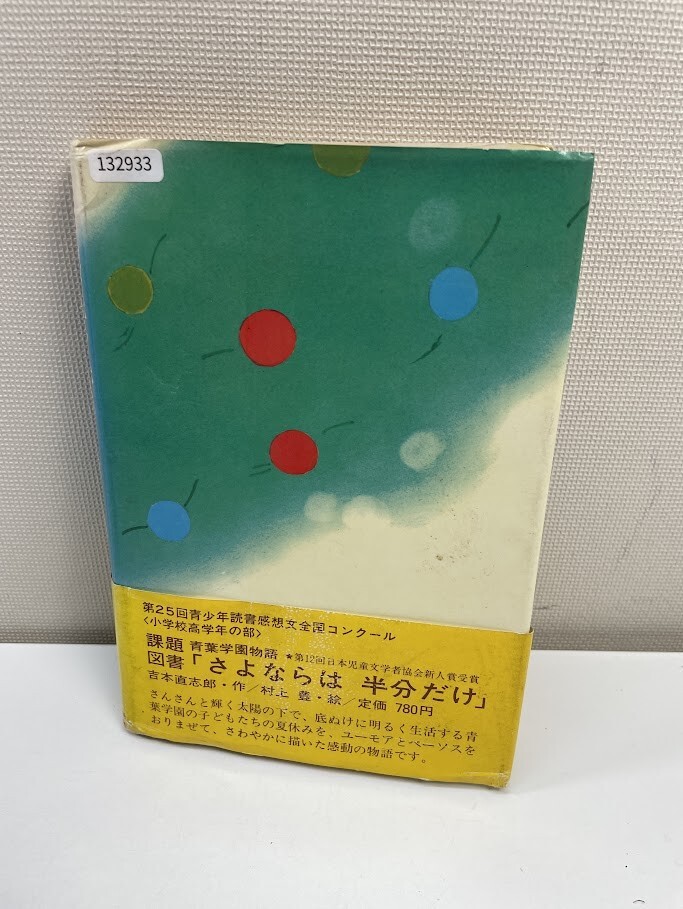 132933
第25回青少年読書感想文全国コンクール
〈小学校高学年の部〉
課題 青葉学園物語 ★第12回日本児童文学者協会新人賞受賞
図書「さよならは 半分だけ」
吉本直志郎・作/村上 豊・絵/定価 780円
さんさんと輝く太陽の下で、底ぬけに明るく生活する青
葉学園の子どもたちの夏休みを、ユーモアとペーソスを
おりまぜて、さわやかに描いた感動の物語です。